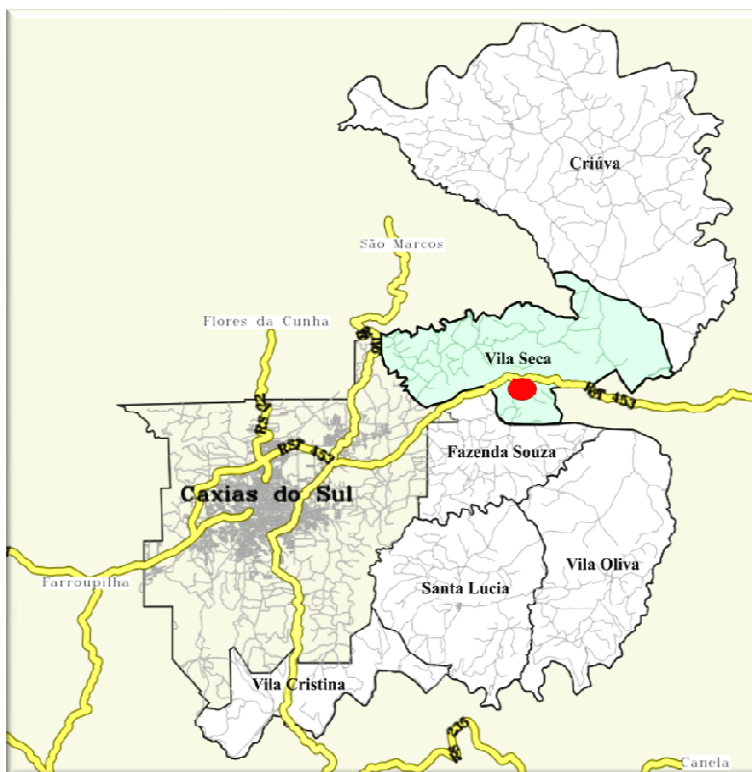 Criúva
São Marcos
Flores da Cunha
Vila Seca
RST 453
Fazenda Souza
RST 453
Caxias do Sul
Vila Oliva
Farroupilha
Santa Lucia
Vila Cristina
Canela